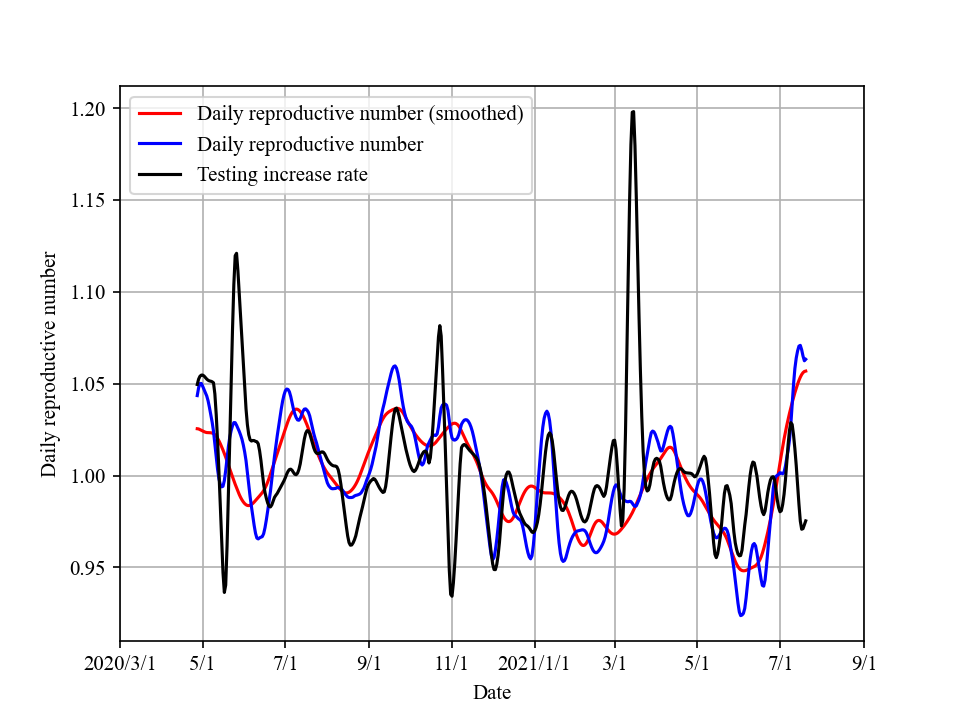 Daily reproductive number (smoothed)
Daily reproductive number
Testing increase rate
Daily reproductive number
1.20
1.15
1.10
1.05
1.00
0.95
2020/3/1 5/1 7/1 9/1 11/1 2021/1/1 3/1 5/1 7/1 9/1
Date